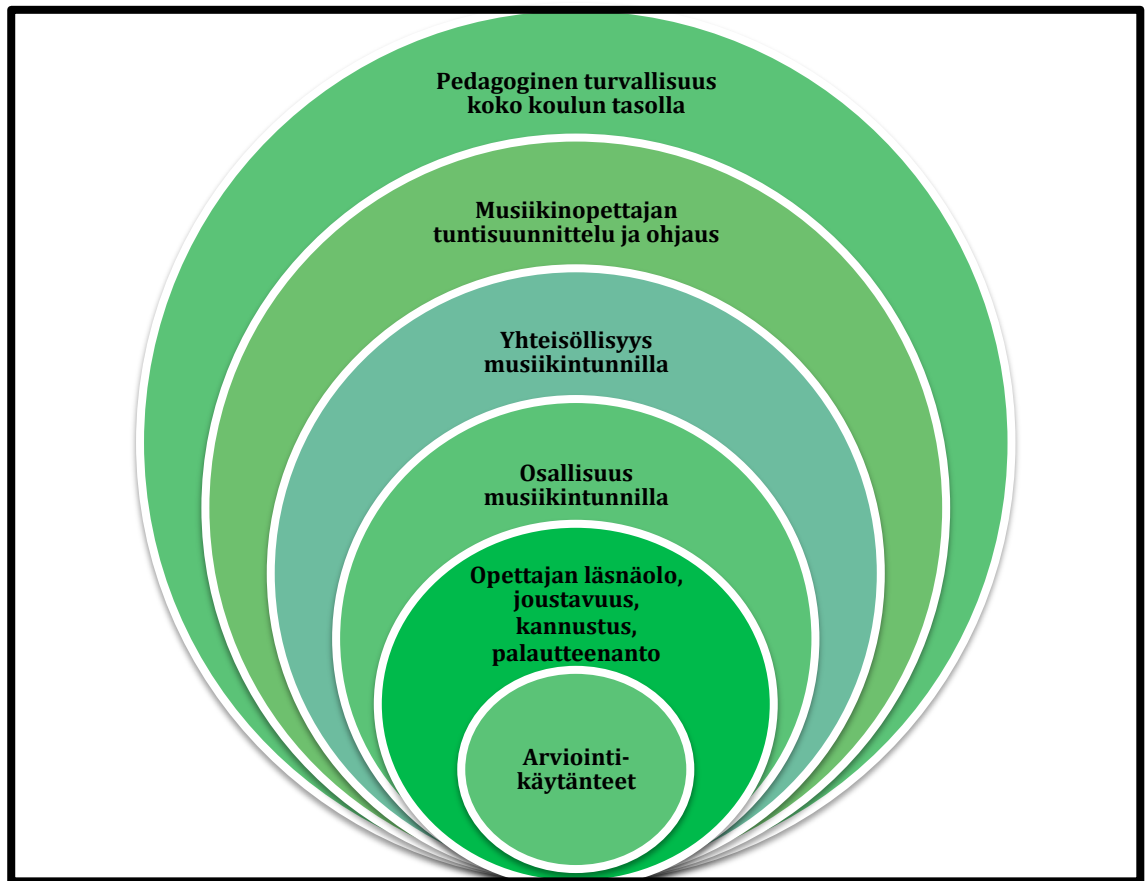 Pedagoginen turvallisuus
koko koulun tasolla
Musiikinopettajan
tuntisuunnittelu ja ohjaus
Yhteisöllisyys
musiikintunnilla
Osallisuus
musiikintunnilla
Opettajan läsnäolo,
joustavuus,
kannustus,
palautteenanto
Arviointi-
käytänteet